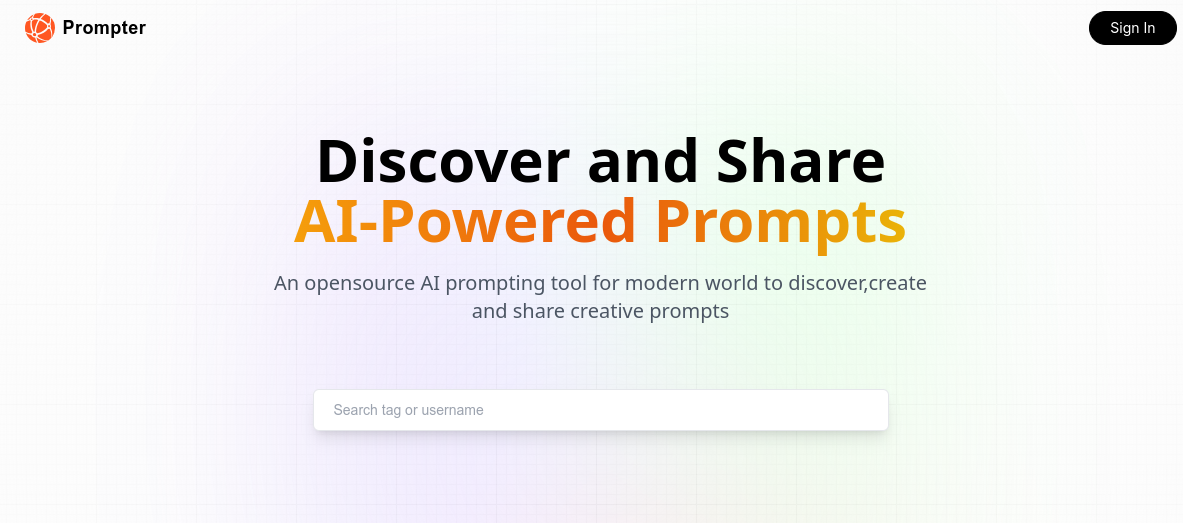 Prompter
Sign In
Discover and Share
AI-Powered Prompts
An opensource AI prompting tool for modern world to discover,create
and share creative prompts
Search tag or username